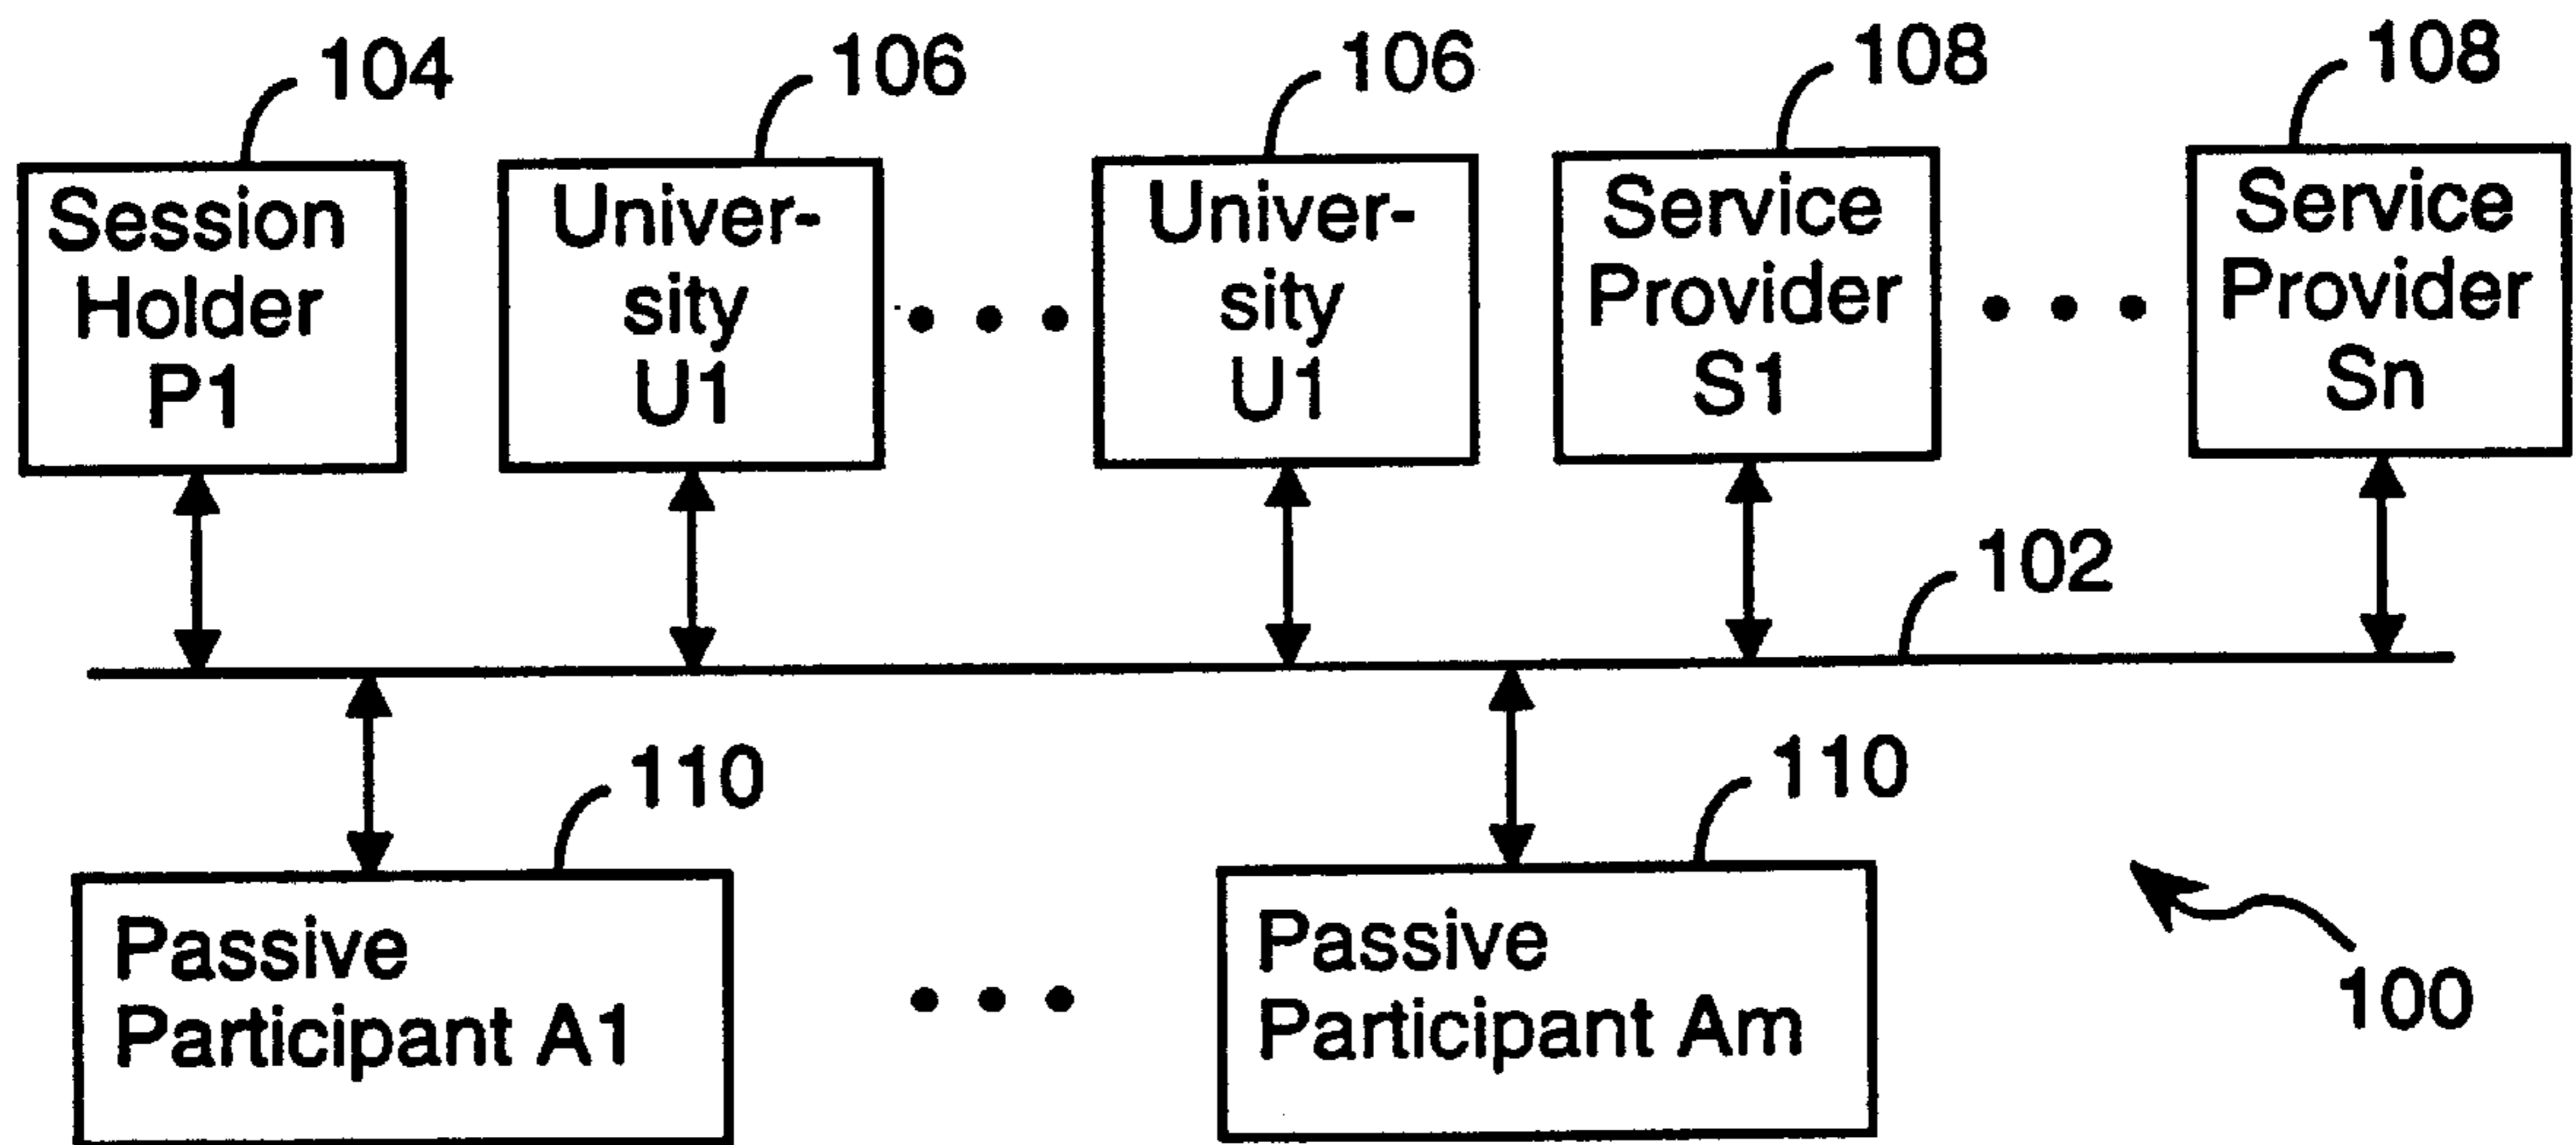 104
106
106
108
108
Session
Holder
P1
Univer-
sity
U1
Univer-
sity
U1
Service
Provider
S1
Service
Provider
Sn
102
110
110
Passive
Participant A1
Passive
Participant Am
100